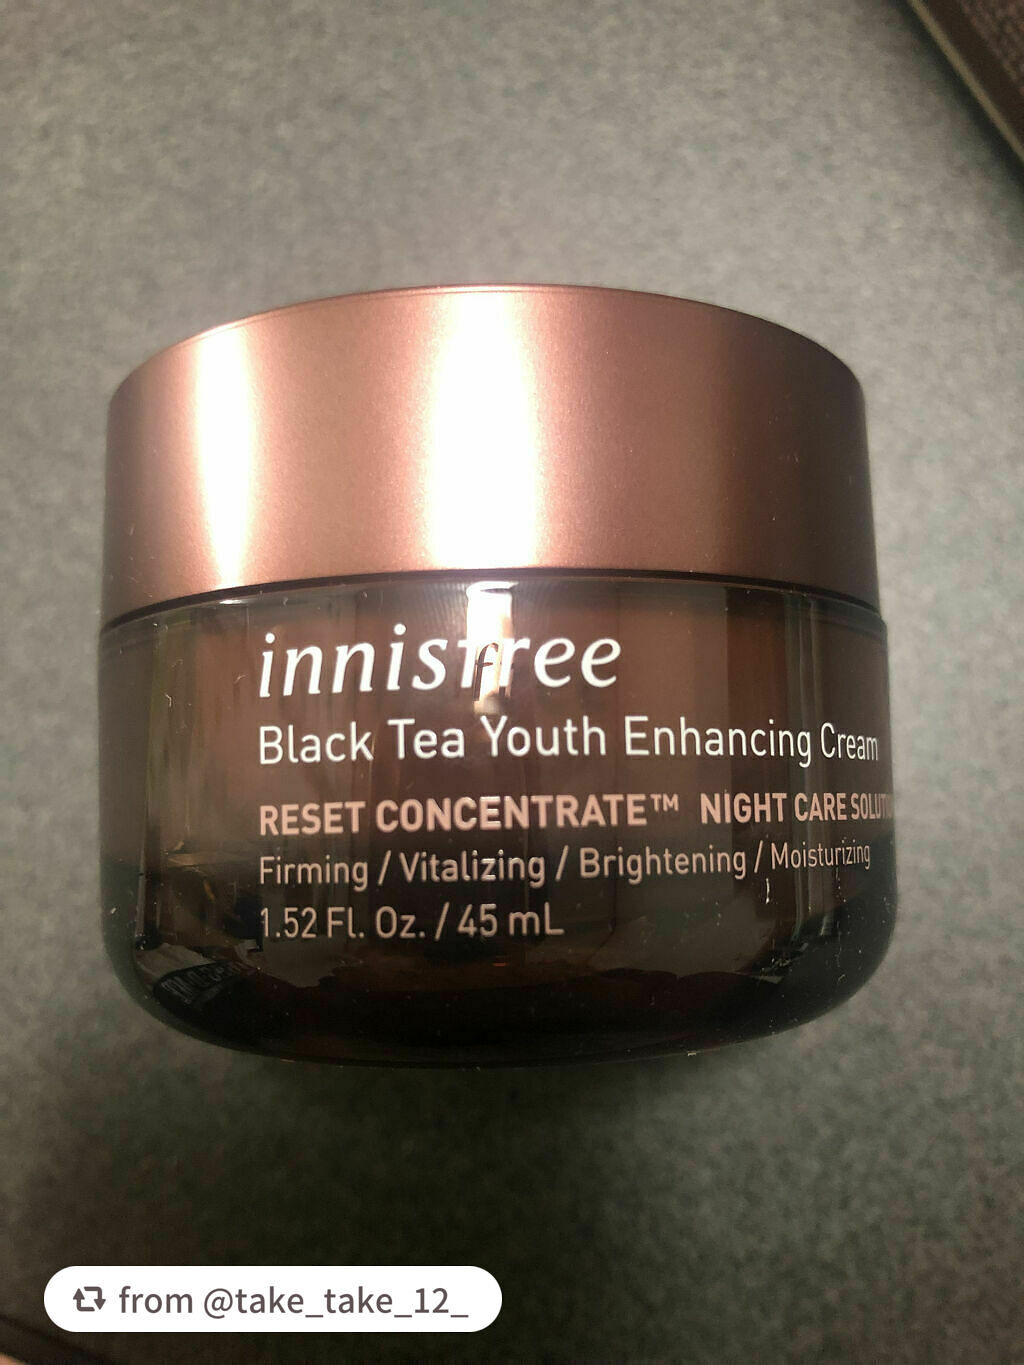 innisfree
Black Tea Youth Enhancing Cream
RESET CONCENTRATE™ NIGHT CARE
Firming / Vitalizing / Brightening / Moisturizing
1.52 Fl. Oz. / 45 mL
from @take_take_12_